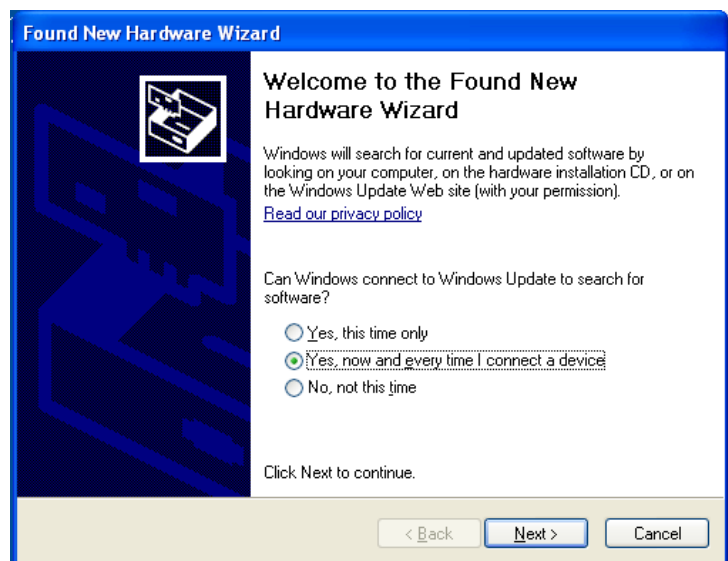 Found New Hardware Wizard
Welcome to the Found New
Hardware Wizard
Windows will search for current and updated software by
looking on your computer, on the hardware installation CD, or on
the Windows Update Web site (with your permission).
Read our privacy policy
Can Windows connect to Windows Update to search for
software?
Yes, this time only
Yes, now and every time I connect a device
No, not this time
Click Next to continue.
< Back Next > Cancel